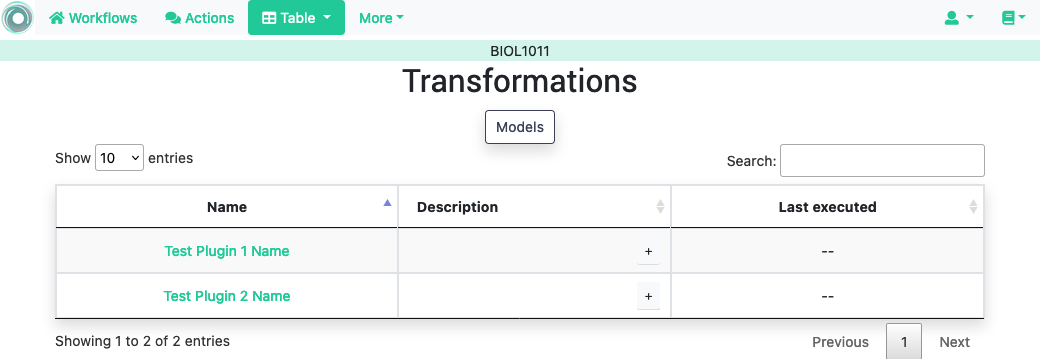 Workflows Actions Table More
BIOL1011
Transformations
Models
Show 10 entries Search:
Name Description Last executed
Test Plugin 1 Name + --
Test Plugin 2 Name + --
Showing 1 to 2 of 2 entries Previous 1 Next